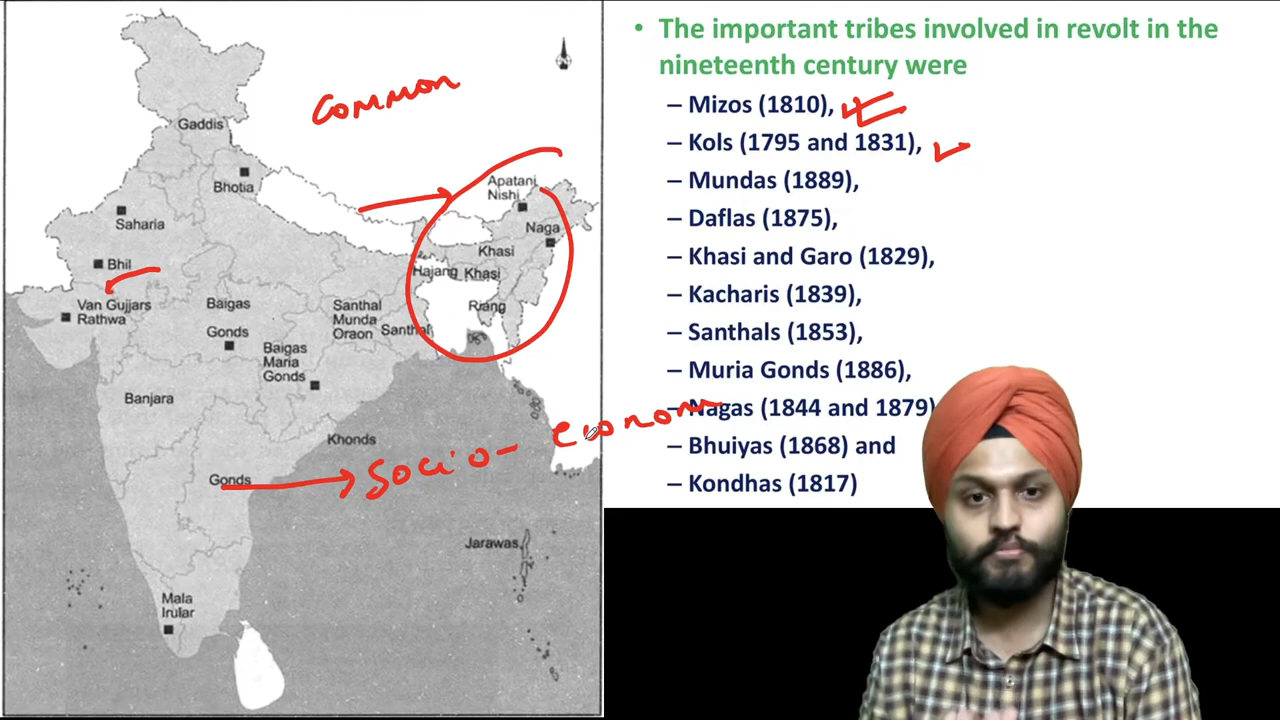 Gaddis
Bhotia
Saharia
Bhil
Van Gujjars
Rathwa
Baigas
Gonds
Baigas
Maria
Gonds
Santhal
Munda
Oraon
Santhal
Apatani
Nishi
Naga
Khasi
Hajang
Khasi
Riang
Banjara
Khonds
Gonds
Jarawas
Mala
Irular
common
Socio-
• The important tribes involved in revolt in the
nineteenth century were
– Mizos (1810),
– Kols (1795 and 1831),
– Mundas (1889),
– Daflas (1875),
– Khasi and Garo (1829),
– Kacharis (1839),
– Santhals (1853),
– Muria Gonds (1886),
– Nagas (1844 and 1879)
– Bhuiyas (1868) and
– Kondhas (1817)